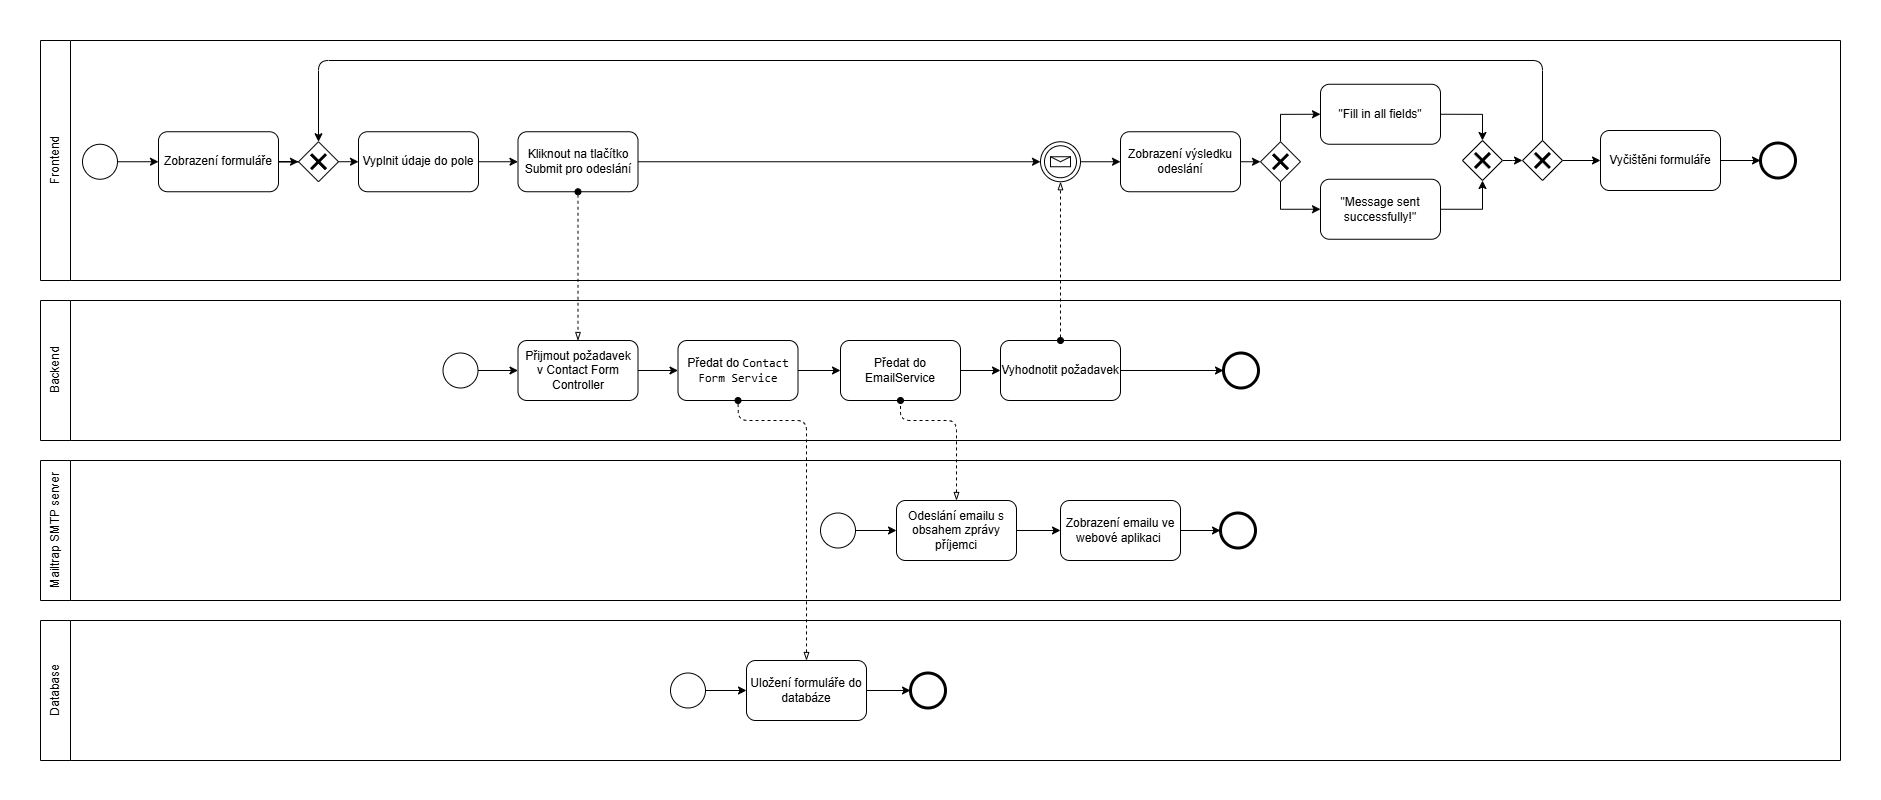 Frontend
Zobrazení formuláře
Vyplnit údaje do pole
Kliknout na tlačítko
Submit pro odeslání
Zobrazení výsledku
odeslání
"Fill in all fields"
"Message sent
successfully!"
Vyčištěni formuláře
Backend
Přijmout požadavek
v Contact Form
Controller
Předat do Contact
Form Service
Předat do
EmailService
Vyhodnotit požadavek
Mailtrap SMTP server
Odeslání emailu s
obsahem zprávy
příjemci
Zobrazení emailu ve
webové aplikaci
Database
Uložení formuláře do
databáze